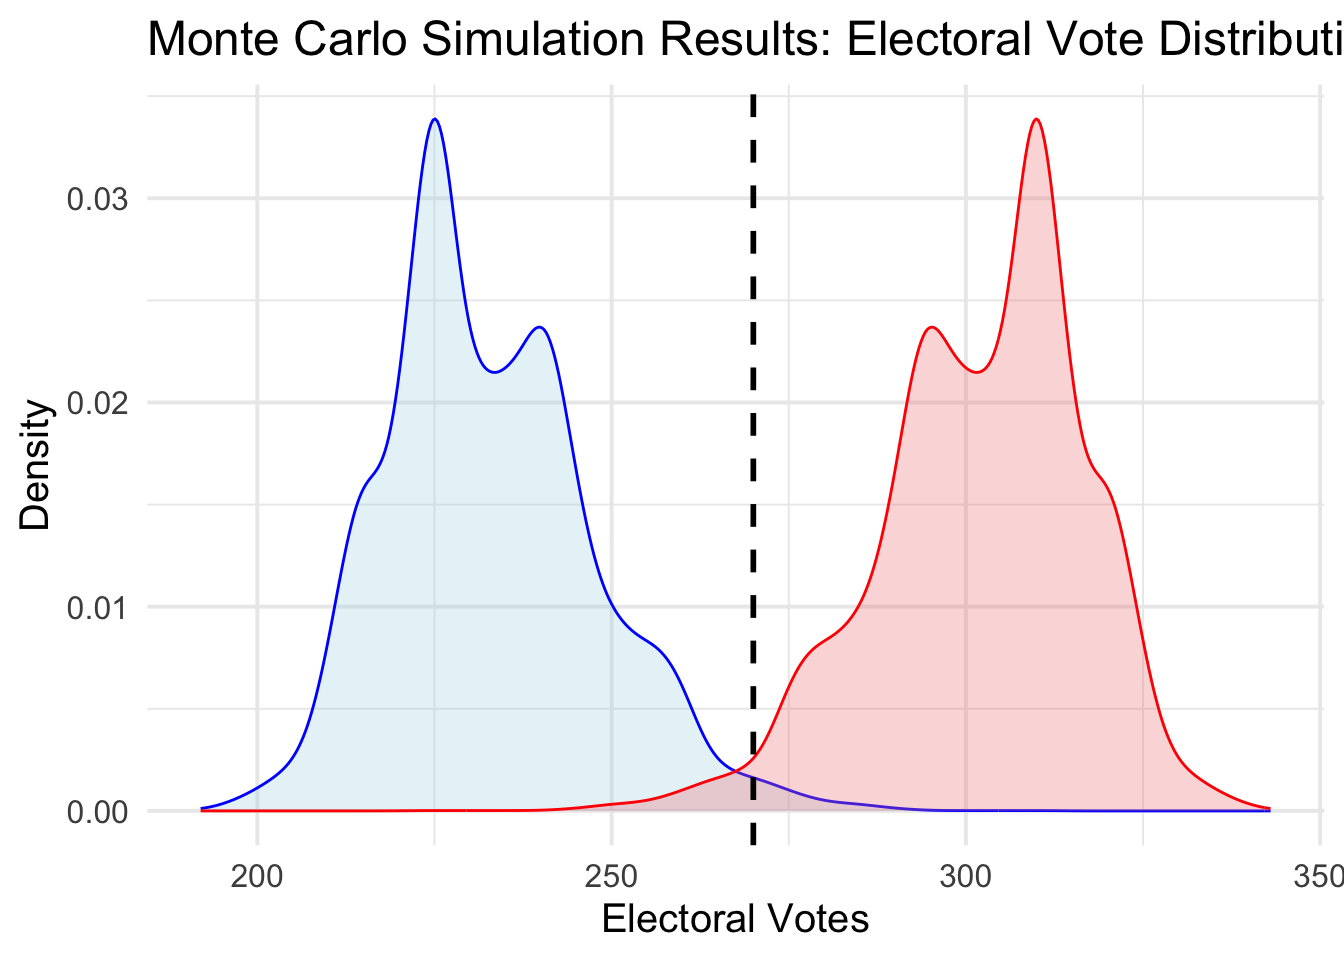 Monte Carlo Simulation Results: Electoral Vote Distributi
0.03
0.02
0.01
0.00
Density
200 250 300 350
Electoral Votes